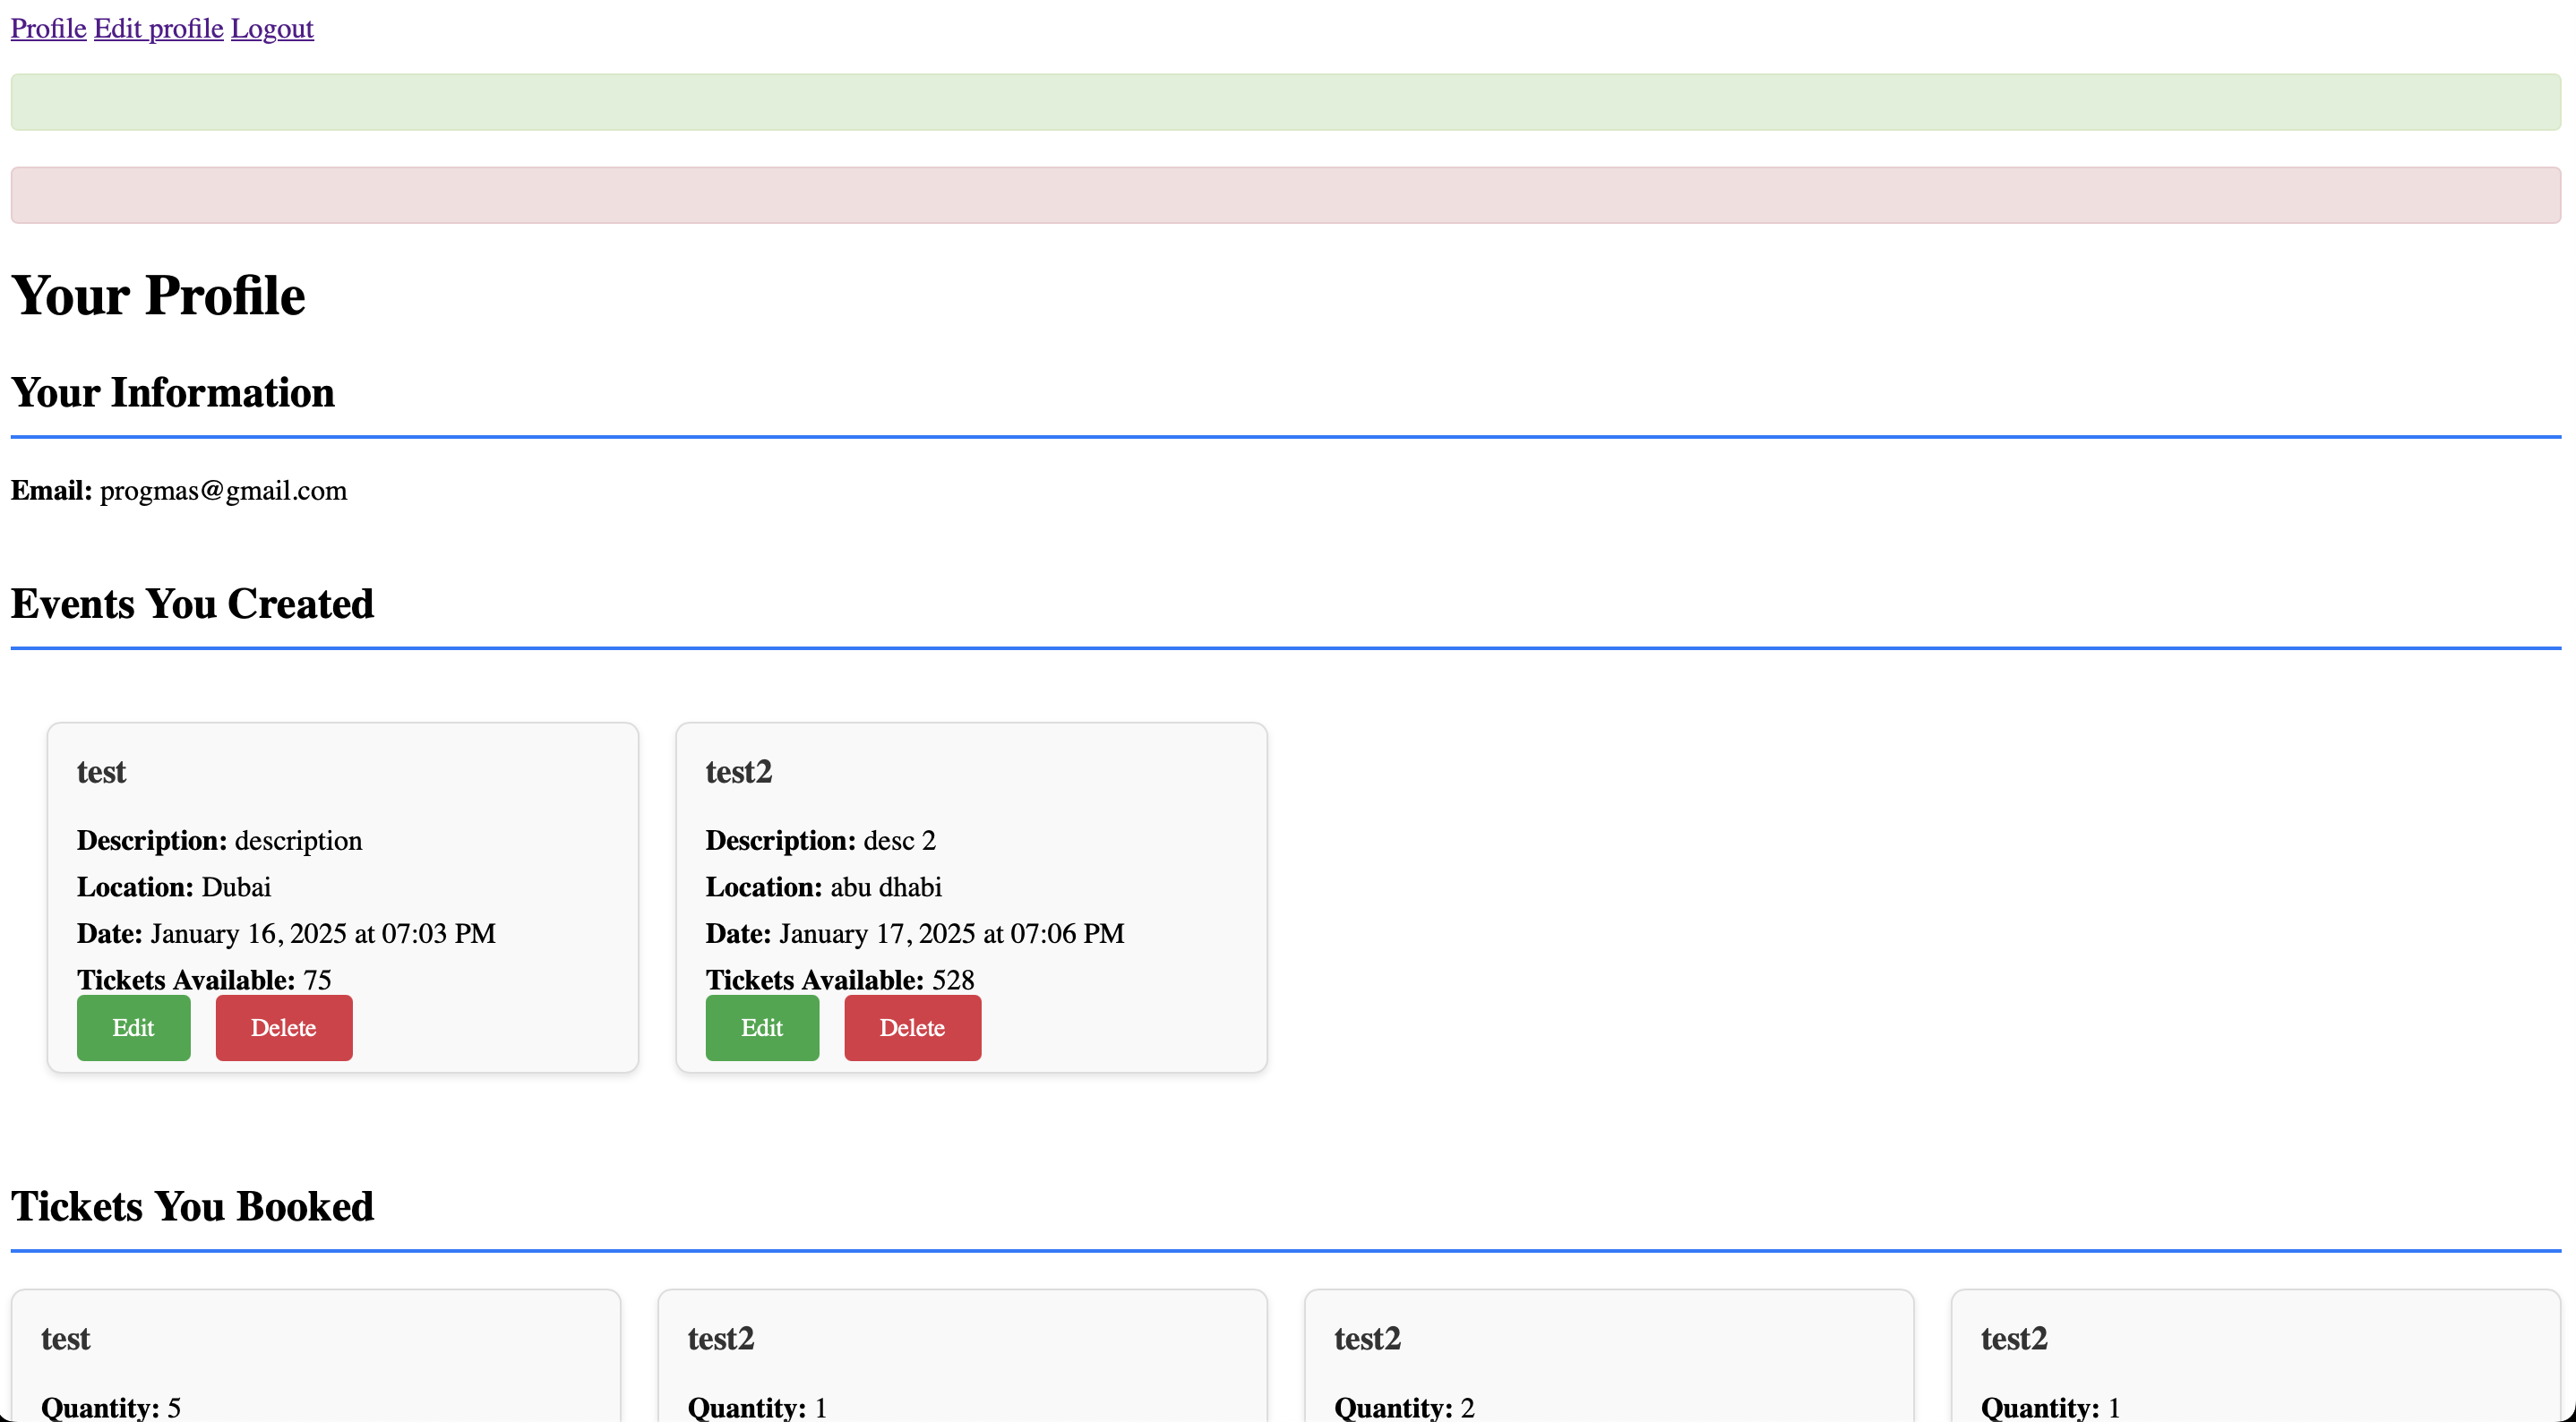 Profile Edit profile Logout
Your Profile
Your Information
Email: progmas@gmail.com
Events You Created
test
Description: description
Location: Dubai
Date: January 16, 2025 at 07:03 PM
Tickets Available: 75
Edit Delete
test2
Description: desc 2
Location: abu dhabi
Date: January 17, 2025 at 07:06 PM
Tickets Available: 528
Edit Delete
Tickets You Booked
test
Quantity: 5
test2
Quantity: 1
test2
Quantity: 2
test2
Quantity: 1